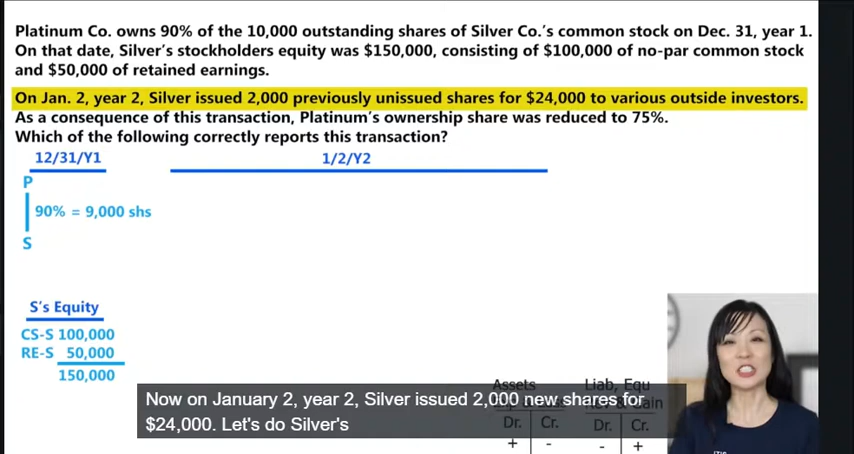 Platinum Co. owns 90% of the 10,000 outstanding shares of Silver Co.'s common stock on Dec. 31, year 1.
On that date, Silver's stockholders equity was $150,000, consisting of $100,000 of no-par common stock
and $50,000 of retained earnings.
On Jan. 2, year 2, Silver issued 2,000 previously unissued shares for $24,000 to various outside investors.
As a consequence of this transaction, Platinum's ownership share was reduced to 75%.
Which of the following correctly reports this transaction?
12/31/Y1 1/2/Y2
P
90% = 9,000 shs
S
S's Equity
CS-S 100,000
RE-S 50,000
150,000
Assets Liab, Equ
Now on January 2, year 2, Silver issued 2,000 new shares for
$24,000. Let's do Silver's
Dr. Cr. Dr. Cr.
+ - - +